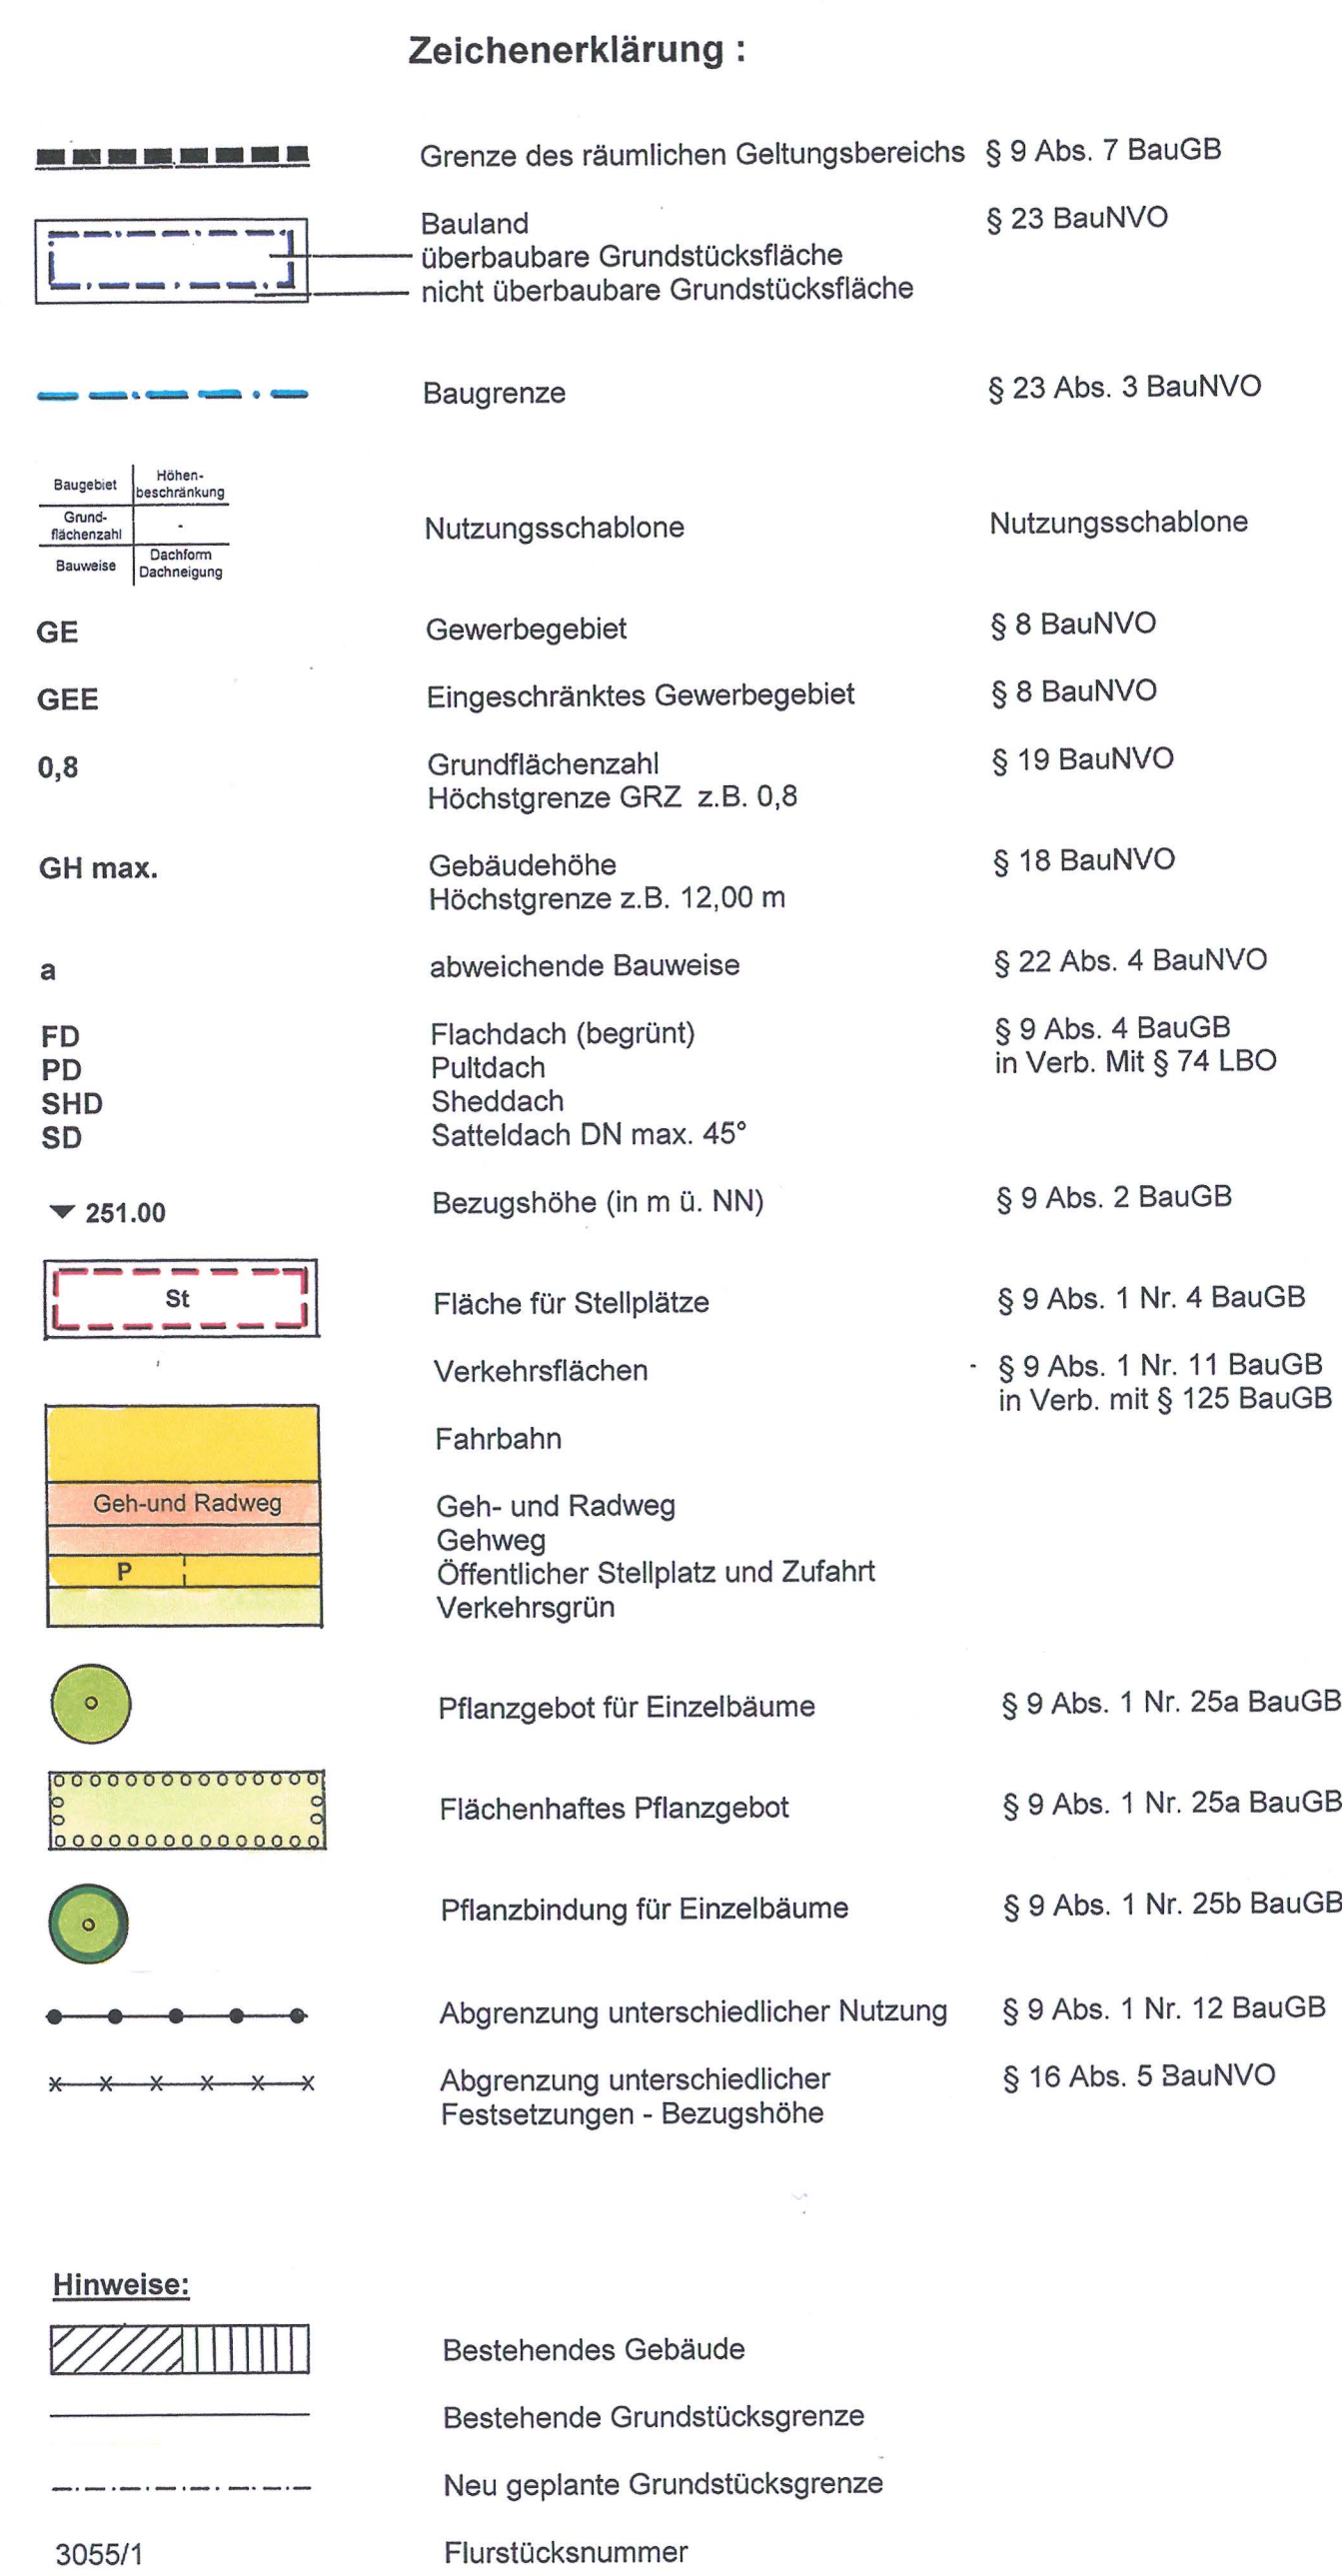 Zeichenerklärung :
Grenze des räumlichen Geltungsbereichs § 9 Abs. 7 BauGB
Bauland § 23 BauNVO
überbaubare Grundstücksfläche
nicht überbaubare Grundstücksfläche
Baugrenze § 23 Abs. 3 BauNVO
Baugebiet Höhen-
beschränkung
Grund-
flächenzahl -
Bauweise Dachform
Dachneigung
Nutzungsschablone Nutzungsschablone
GE Gewerbegebiet § 8 BauNVO
GEE Eingeschränktes Gewerbegebiet § 8 BauNVO
0,8 Grundflächenzahl § 19 BauNVO
Höchstgrenze GRZ z.B. 0,8
GH max. Gebäudehöhe § 18 BauNVO
Höchstgrenze z.B. 12,00 m
a abweichende Bauweise § 22 Abs. 4 BauNVO
FD Flachdach (begrünt) § 9 Abs. 4 BauGB
PD Pultdach in Verb. Mit § 74 LBO
SHD Sheddach
SD Satteldach DN max. 45°
251.00 Bezugshöhe (in m ü. NN) § 9 Abs. 2 BauGB
St Fläche für Stellplätze § 9 Abs. 1 Nr. 4 BauGB
Verkehrsflächen - § 9 Abs. 1 Nr. 11 BauGB
in Verb. mit § 125 BauGB
Fahrbahn
Geh-und Radweg Geh- und Radweg
Gehweg
P Öffentlicher Stellplatz und Zufahrt
Verkehrsgrün
Pflanzgebot für Einzelbäume § 9 Abs. 1 Nr. 25a BauGB
Flächenhaftes Pflanzgebot § 9 Abs. 1 Nr. 25a BauGB
Pflanzbindung für Einzelbäume § 9 Abs. 1 Nr. 25b BauGB
Abgrenzung unterschiedlicher Nutzung § 9 Abs. 1 Nr. 12 BauGB
Abgrenzung unterschiedlicher § 16 Abs. 5 BauNVO
Festsetzungen - Bezugshöhe
Hinweise:
Bestehendes Gebäude
Bestehende Grundstücksgrenze
Neu geplante Grundstücksgrenze
3055/1 Flurstücksnummer